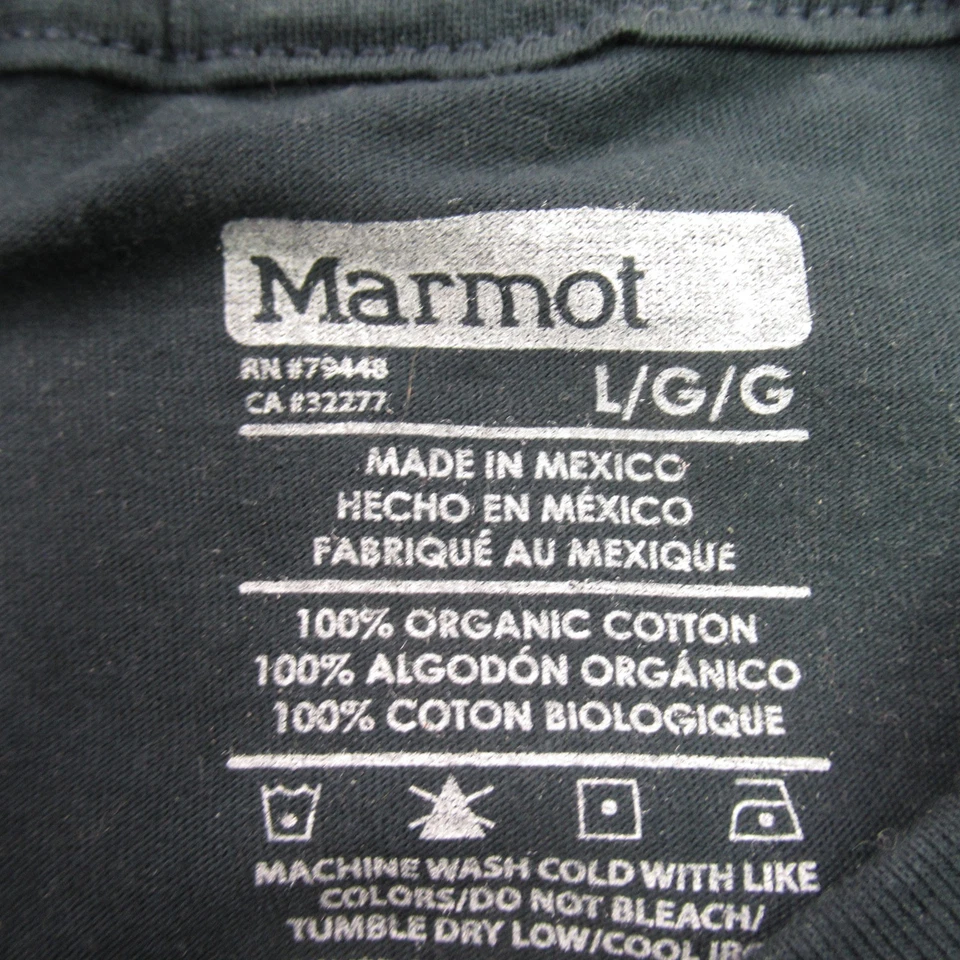 Marmot
RN #79448
CA #32277
L/G/G
MADE IN MEXICO
HECHO EN MÉXICO
FABRIQUÉ AU MEXIQUE
100% ORGANIC COTTON
100% ALGODÓN ORGÁNICO
100% COTON BIOLOGIQUE
MACHINE WASH COLD WITH LIKE
COLORS/DO NOT BLEACH/
TUMBLE DRY LOW/COOL